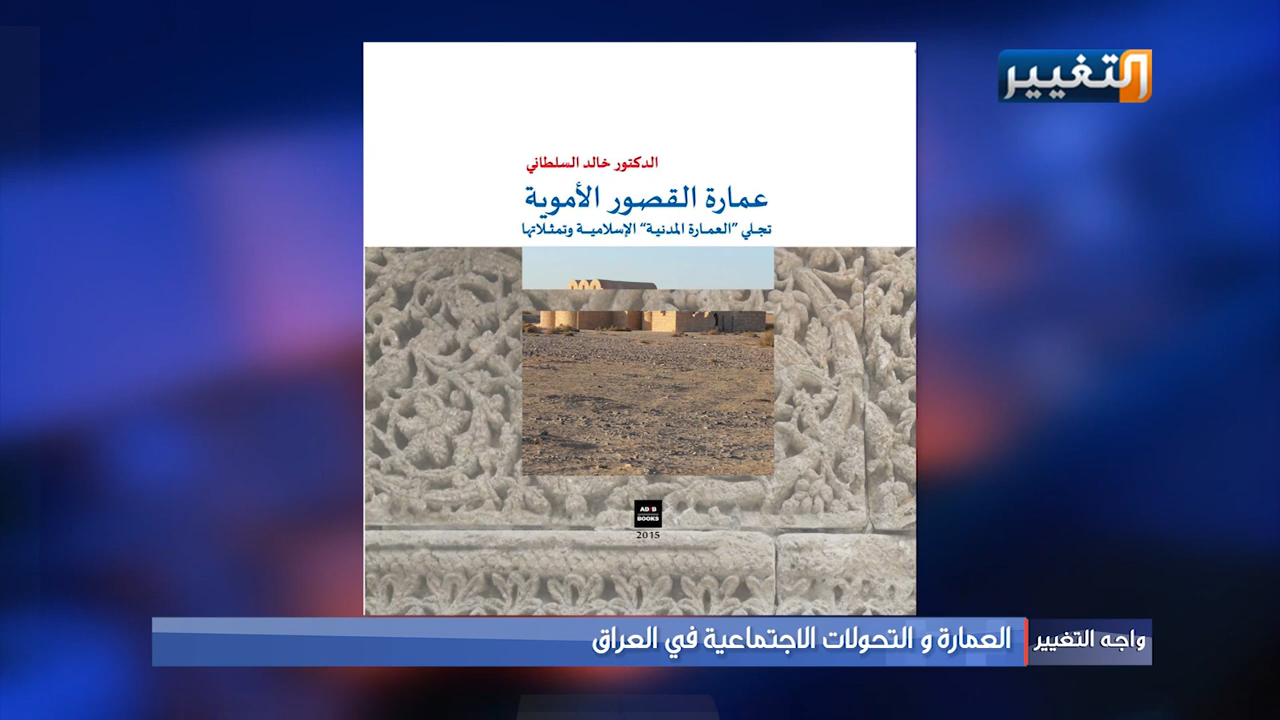 التغيير
الدكتور خالد السلطاني
عمارة القصور الأموية
تجلي "العمارة المدنية" الإسلامية وتمثلاتها
ADIB
BOOKS
2015
واجه التغيير
العمارة و التحولات الاجتماعية في العراق